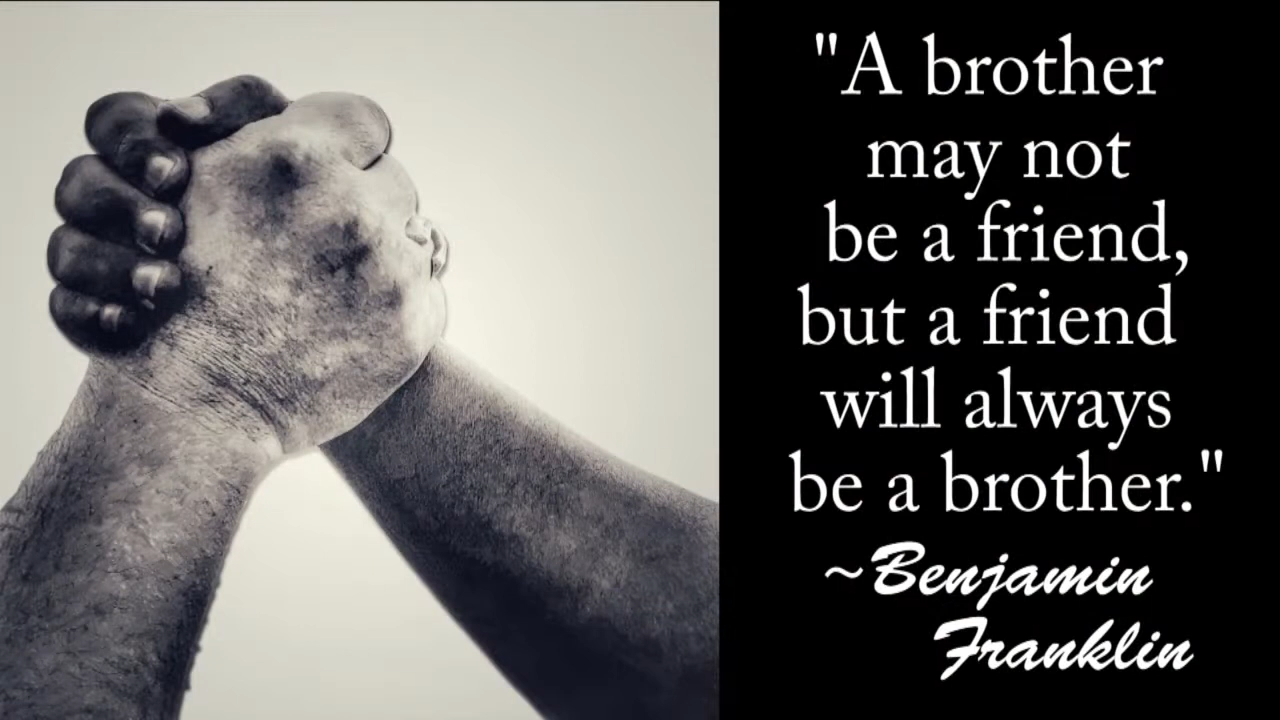 "A brother
may not
be a friend,
but a friend
will always
be a brother."
~Benjamin
Franklin